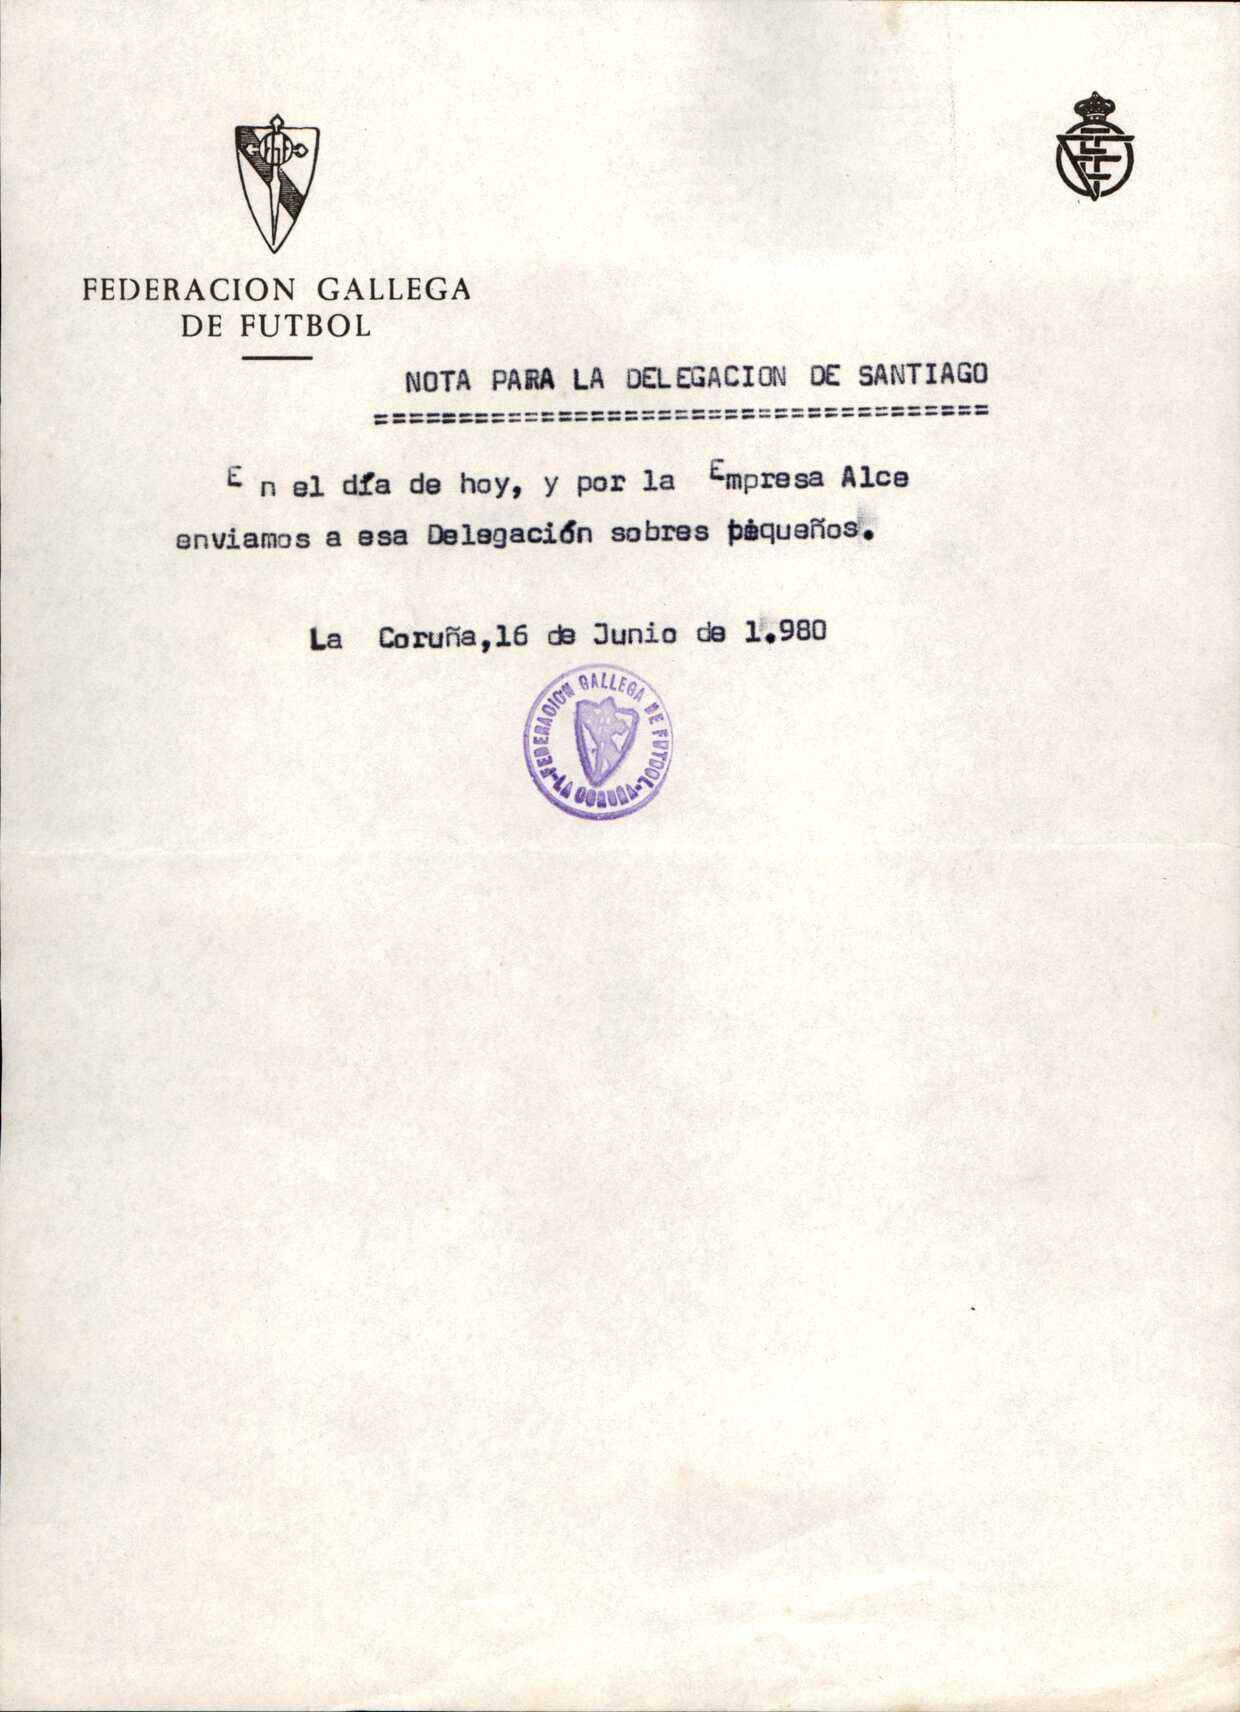 FEDERACION GALLEGA
DE FUTBOL
NOTA PARA LA DELEGACION DE SANTIAGO
===================================
En el día de hoy, y por la Empresa Alce
enviamos a esa Delegación sobres pequeños.
La Coruña,16 de Junio de 1.980
FEDERACION GALLEGA DE FUTBOL
-LA CORUÑA-